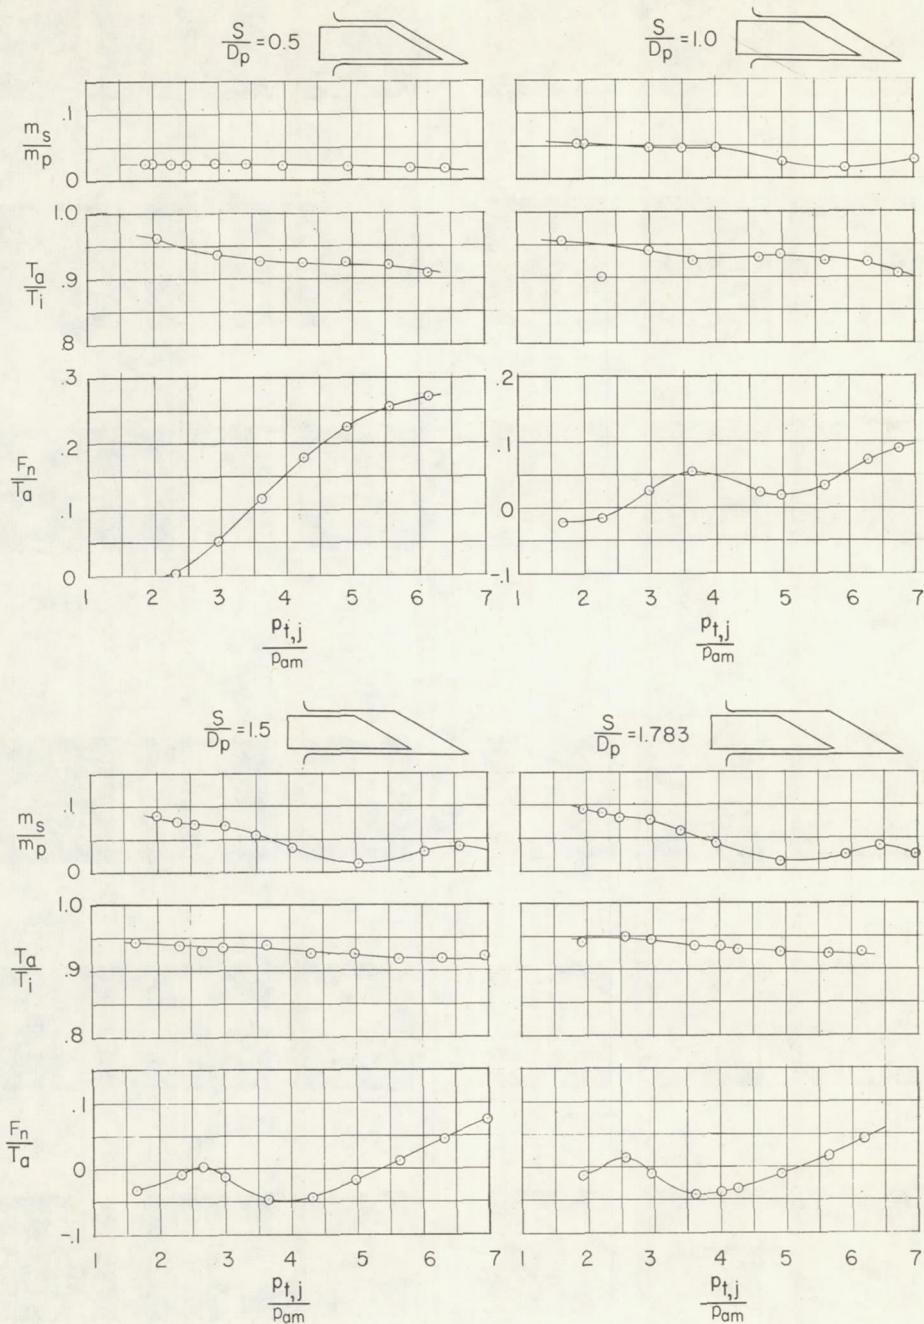 S/Dp = 0.5
ms/mp
.1
0
Ta/Ti
1.0
.9
.8
Fn/Ta
.3
.2
.1
0
1 2 3 4 5 6 7
pt,j/pam
S/Dp = 1.0
.2
.1
0
-.1
1 2 3 4 5 6 7
pt,j/pam
S/Dp = 1.5
ms/mp
.1
0
Ta/Ti
1.0
.9
.8
Fn/Ta
.1
0
-.1
1 2 3 4 5 6 7
pt,j/pam
S/Dp = 1.783
1 2 3 4 5 6 7
pt,j/pam